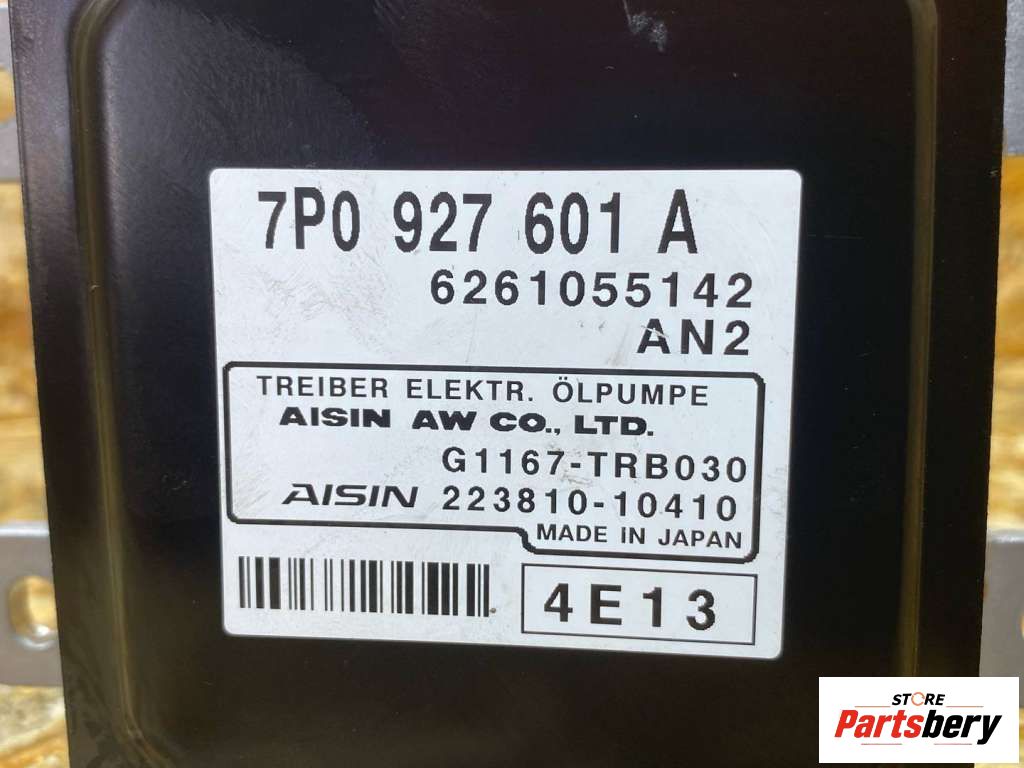 7P0 927 601 A
6261055142
AN2
TREIBER ELEKTR. ÖLPUMPE
AISIN AW CO., LTD.
G1167-TRB030
AISIN 223810-10410
MADE IN JAPAN
4E13
STORE
Partsbery